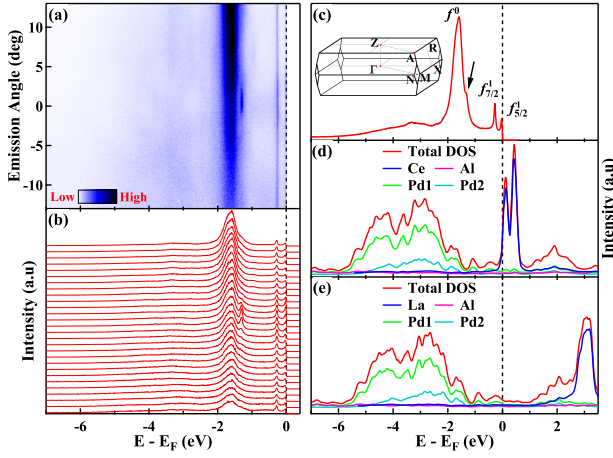 (a)
Emission Angle (deg)
10
5
0
-5
-10
Low
High
(b)
Intensity (a.u)
-6
-4
-2
0
E - E_F (eV)
(c)
f⁰
f¹7/2
f¹5/2
Z
R
A
Γ
X
N
M
(d)
Total DOS
Ce
Al
Pd1
Pd2
Intensity (a.u)
(e)
Total DOS
La
Al
Pd1
Pd2
-6
-4
-2
0
2
E - E_F (eV)